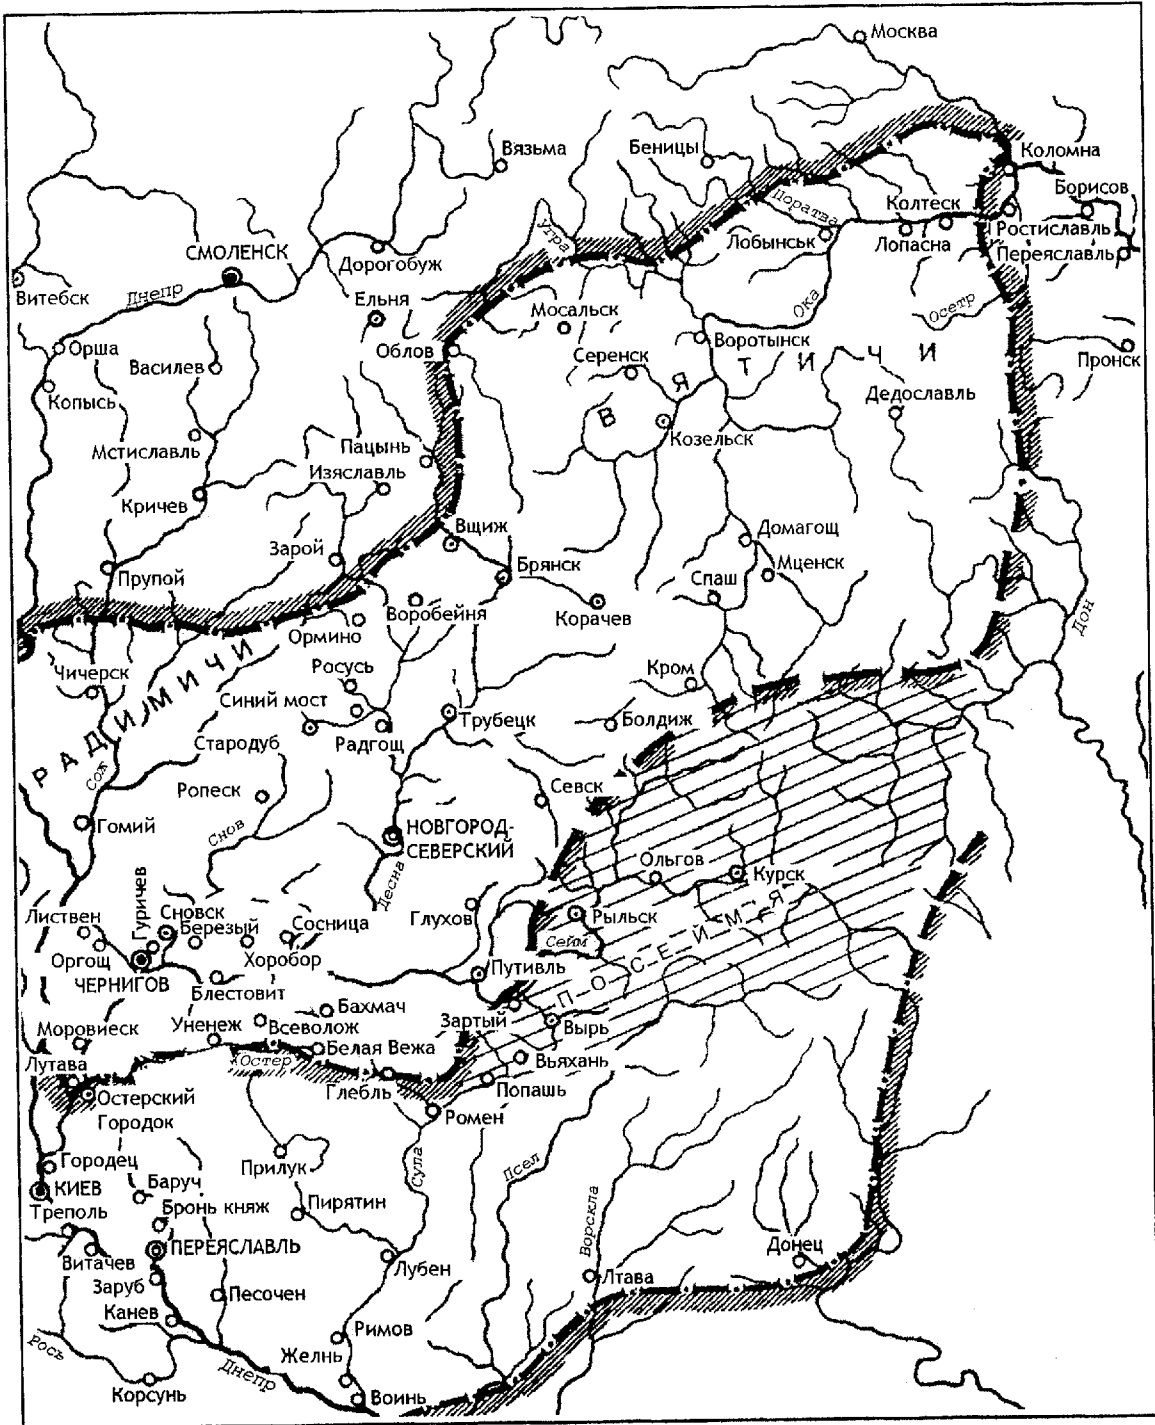 Москва
Вязьма
Беницы
Коломна
Борисов
Колтеск
Поратва
Угра
СМОЛЕНСК
Лобынськ
Лопасна
Ростиславль
Дорогобуж
Переяславль
Витебск
Днепр
Ельня
Мосальск
Ока
Осетр
Орша
Облов
Воротынск
Василев
Серенск
ВЯТИЧИ
Пронск
Копысь
Дедославль
Мстиславль
Козельск
Пацынь
Изяславль
Кричев
Вщиж
Домагощ
Зарой
Брянск
Мценск
Прупой
Спаш
Воробейня
Корачев
Дон
Ормино
РАДИМИЧИ
Чичерск
Росусь
Кром
Синий мост
Трубецк
Болдиж
Стародуб
Радгощ
Сож
Ропеск
Севск
Гомий
Снов
НОВГОРОД-
СЕВЕРСКИЙ
Ольгов
Курск
Десна
Гуричев
Листвен
Сновск
Березый
Сосница
Глухов
Рыльск
Оргощ
Хоробор
Сейм
ПОСЕЙМЯ
ЧЕРНИГОВ
Путивль
Блестовит
Бахмач
Зартый
Моровиеск
Уненеж
Всеволож
Вырь
Белая Вежа
Лутава
Остер
Вьяхань
Глебль
Попашь
Остерский
Городок
Ромен
Городец
Прилук
Сула
Псел
КИЕВ
Баруч
Ворскла
Треполь
Бронь княж
Пирятин
ПЕРЕЯСЛАВЛЬ
Донец
Витачев
Лубен
Заруб
Лтава
Песочен
Канев
Римов
Рось
Желнь
Днепр
Корсунь
Воинь